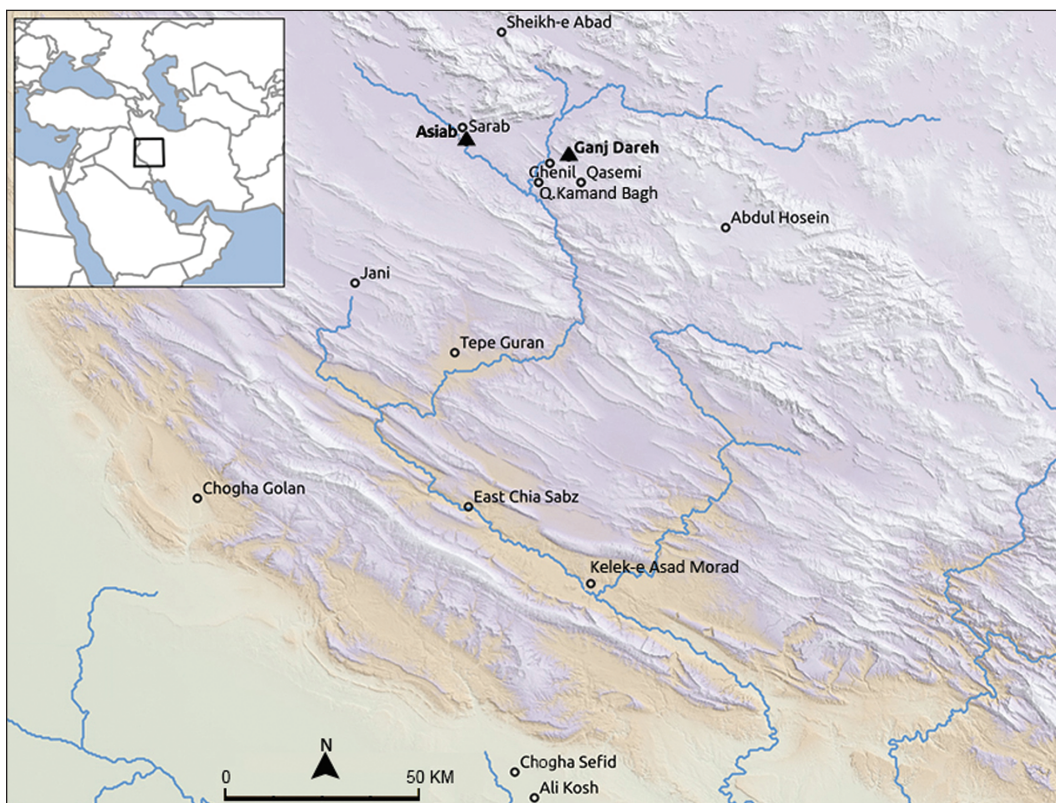 Sheikh-e Abad
Asiab
Sarab
Ganj Dareh
Ghenil
Qasemi
Q.Kamand Bagh
Abdul Hosein
Jani
Tepe Guran
Chogha Golan
East Chia Sabz
Kelek-e Asad Morad
N
0
50 KM
Chogha Sefid
Ali Kosh